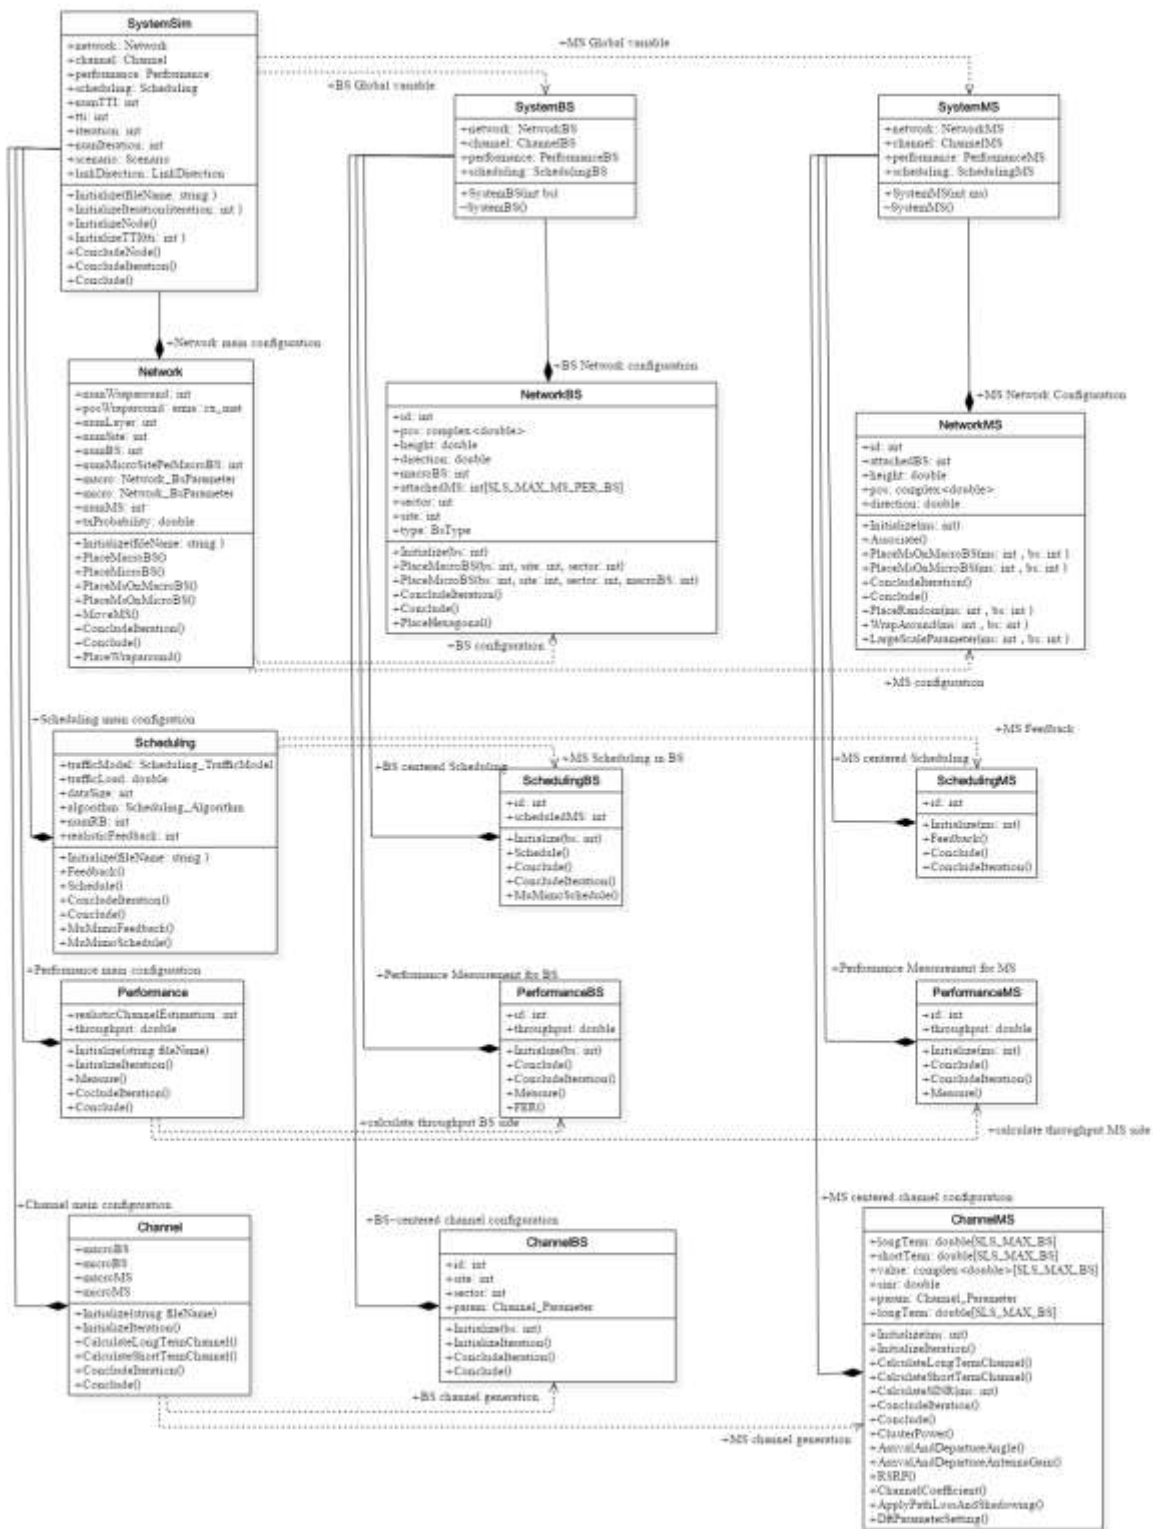 SystemSim
+network: Network
+channel: Channel
+performance: Performance
+scheduling: Scheduling
+numTTI: int
+tti: int
+iteration: int
+numIteration: int
+scenario: Scenario
+linkDirection: LinkDirection
+Initialize(fileName: string )
+InitializeIteration(iteration: int )
+InitializeNode()
+InitializeTTI(tti: int )
+ConcludeNode()
+ConcludeIteration()
+Conclude()
+MS Global variable
+BS Global variable
SystemBS
+network: NetworkBS
+channel: ChannelBS
+performance: PerformanceBS
+scheduling: SchedulingBS
+SystemBS(int bs)
~SystemBS()
SystemMS
+network: NetworkMS
+channel: ChannelMS
+performance: PerformanceMS
+scheduling: SchedulingMS
+SystemMS(int ms)
~SystemMS()
+Network main configuration
Network
+numWraparound: int
+posWraparound: arma::cx_mat
+numLayer: int
+numSite: int
+numBS: int
+numMicroSitePerMacroBS: int
+macro: Network_BsParameter
+micro: Network_BsParameter
+numMS: int
+txProbability: double
+Initialize(fileName: string )
+PlaceMacroBS()
+PlaceMicroBS()
+PlaceMsOnMacroBS()
+PlaceMsOnMicroBS()
+MoveMS()
+ConcludeIteration()
+Conclude()
+PlaceWraparound()
+BS Network configuration
NetworkBS
+id: int
+pos: complex<double>
+height: double
+direction: double
+macroBS: int
+attachedMS: int[SLS_MAX_MS_PER_BS]
+sector: int
+site: int
+type: BsType
+Initialize(bs: int)
+PlaceMacroBS(bs: int, site: int, sector: int)
+PlaceMicroBS(bs: int, site: int, sector: int, macroBS: int)
+ConcludeIteration()
+Conclude()
+PlaceHexagonal()
+BS configuration
+MS Network Configuration
NetworkMS
+id: int
+attachedBS: int
+height: double
+pos: complex<double>
+direction: double
+Initialize(ms: int)
+Associate()
+PlaceMsOnMacroBS(ms: int , bs: int )
+PlaceMsOnMicroBS(ms: int , bs: int )
+ConcludeIteration()
+Conclude()
+PlaceRandom(ms: int , bs: int )
+WrapAround(ms: int , bs: int )
+LargeScaleParameter(ms: int , bs: int )
+MS configuration
+Scheduling main configuration
Scheduling
+trafficModel: Scheduling_TrafficModel
+trafficLoad: double
+dataSize: int
+algorithm: Scheduling_Algorithm
+numRB: int
+realisticFeedback: int
+Initialize(fileName: string )
+Feedback()
+Schedule()
+ConcludeIteration()
+Conclude()
+MuMimoFeedback()
+MuMimoSchedule()
+MS Scheduling in BS
+BS centered Scheduling
SchedulingBS
+id: int
+scheduledMS: int
+Initialize(bs: int)
+Schedule()
+Conclude()
+ConcludeIteration()
+MuMimoSchedule()
+MS Feedback
+MS centered Scheduling
SchedulingMS
+id: int
+Initialize(ms: int)
+Feedback()
+Conclude()
+ConcludeIteration()
+Performance main configuration
Performance
+realisticChannelEstimation: int
+throughput: double
+Initialize(string fileName)
+InitializeIteration()
+Measure()
+CocludeIteration()
+Conclude()
+Performance Measurement for BS
PerformanceBS
+id: int
+throughput: double
+Initialize(bs: int)
+Conclude()
+ConcludeIteration()
+Measure()
+FER()
+calculate throughput BS side
+Performance Measurement for MS
PerformanceMS
+id: int
+throughput: double
+Initialize(ms: int)
+Conclude()
+ConcludeIteration()
+Measure()
+calculate throughput MS side
+Channel main configuration
Channel
+macroBS
+microBS
+macroMS
+microMS
+Initialize(string fileName)
+InitializeIteration()
+CalculateLongTermChannel()
+CalculateShortTermChannel()
+ConcludeIteration()
+Conclude()
+BS-centered channel configuration
ChannelBS
+id: int
+site: int
+sector: int
+param: Channel_Parameter
+Initialize(bs: int)
+InitializeIteration()
+ConcludeIteration()
+Conclude()
+BS channel generation
+MS channel generation
+MS centered channel configuration
ChannelMS
+longTerm: double[SLS_MAX_BS]
+shortTerm: double[SLS_MAX_BS]
+value: complex<double>[SLS_MAX_BS]
+sinr: double
+param: Channel_Parameter
+longTerm: double[SLS_MAX_BS]
+Initialize(ms: int)
+InitializeIteration()
+CalculateLongTermChannel()
+CalculateShortTermChannel()
+CalculateSINR(ms: int)
+ConcludeIteration()
+Conclude()
+ClusterPower()
+ArrivalAndDepartureAngle()
+ArrivalAndDepartureAntennaGain()
+RSRP()
+ChannelCoefficient()
+ApplyPathLossAndShadowing()
+DftParameterSetting()